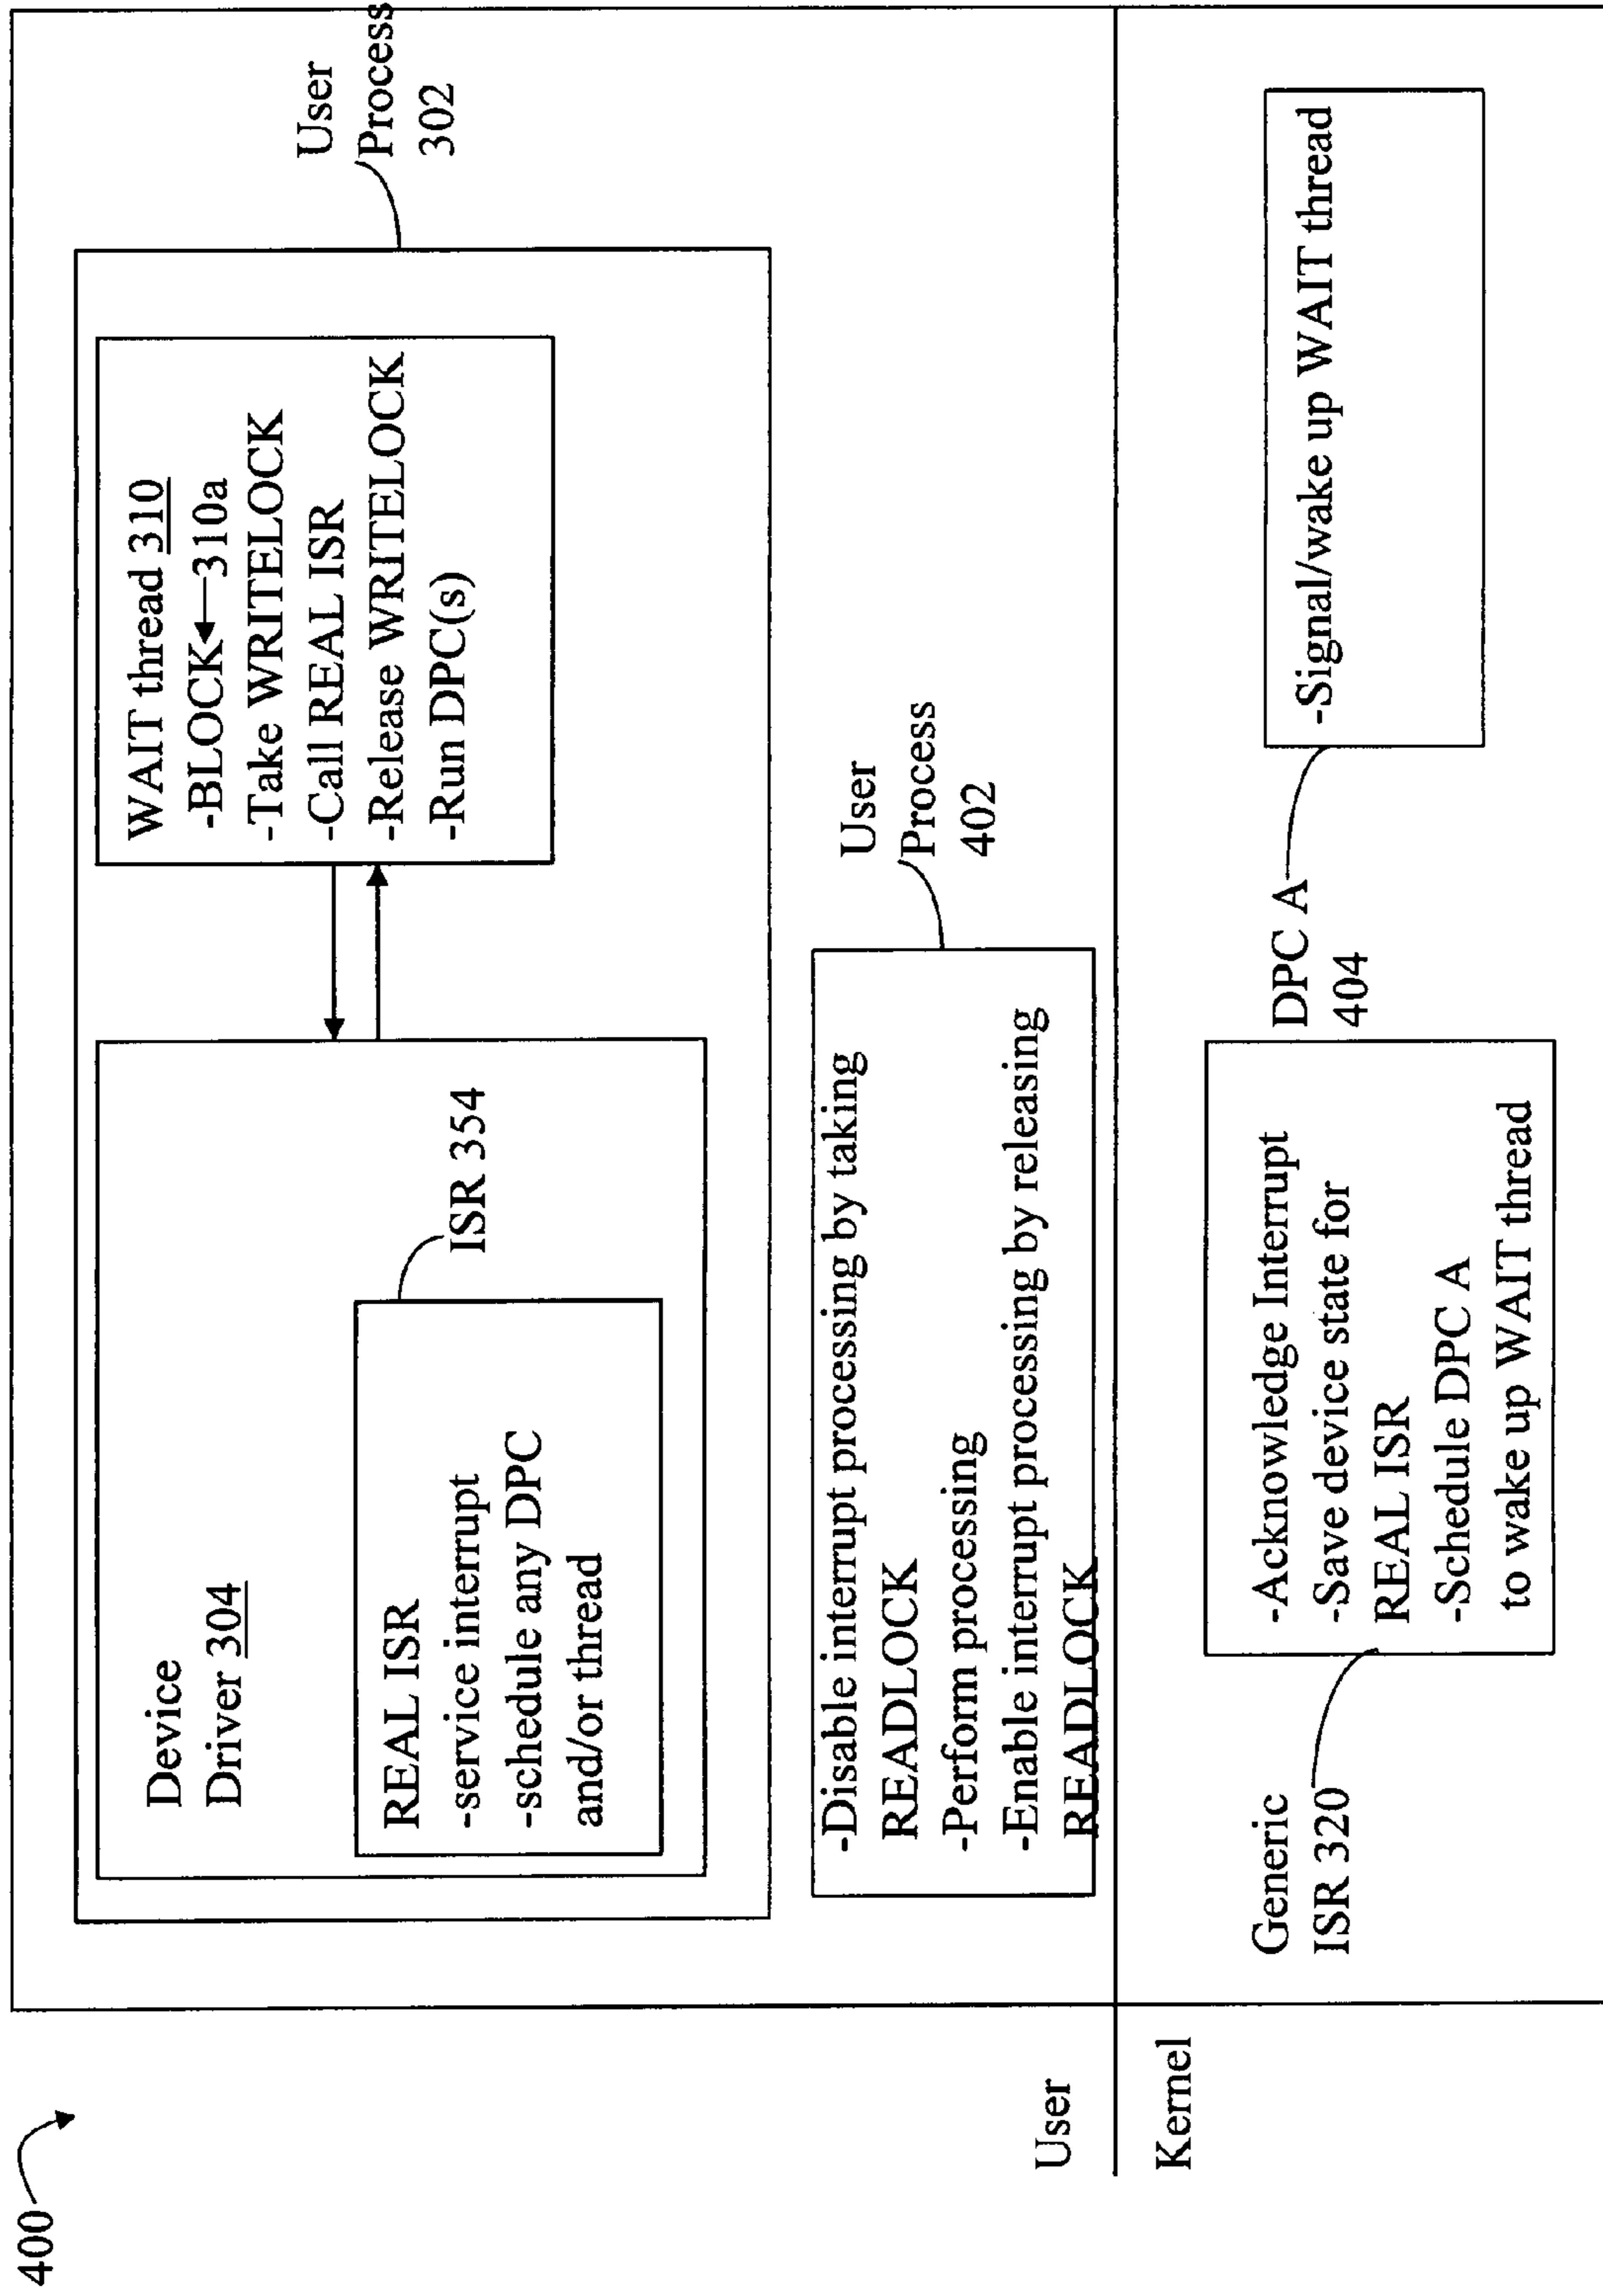 400
User
Kernel
Device
Driver 304
REAL ISR
-service interrupt
-schedule any DPC
and/or thread
ISR 354
WAIT thread 310
-BLOCK 310a
-Take WRITELOCK
-Call REAL ISR
-Release WRITELOCK
-Run DPC(s)
User
Process
302
-Disable interrupt processing by taking
READLOCK
-Perform processing
-Enable interrupt processing by releasing
READLOCK
User
Process
402
Generic
ISR 320
-Acknowledge Interrupt
-Save device state for
REAL ISR
-Schedule DPC A
to wake up WAIT thread
DPC A
404
-Signal/wake up WAIT thread